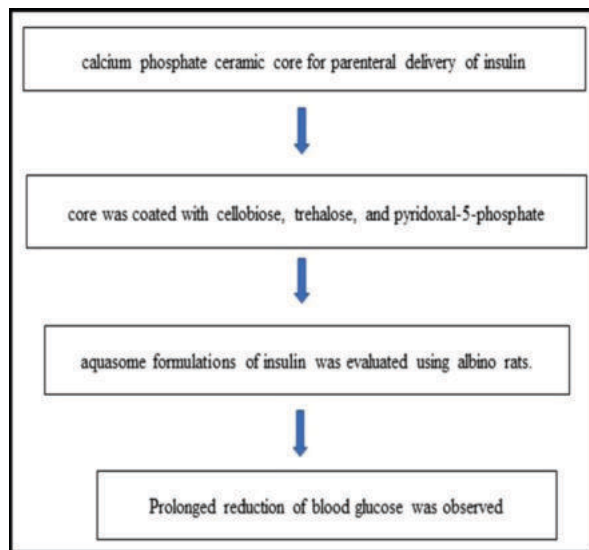 calcium phosphate ceramic core for parenteral delivery of insulin
core was coated with cellobiose, trehalose, and pyridoxal-5-phosphate
aquasome formulations of insulin was evaluated using albino rats.
Prolonged reduction of blood glucose was observed